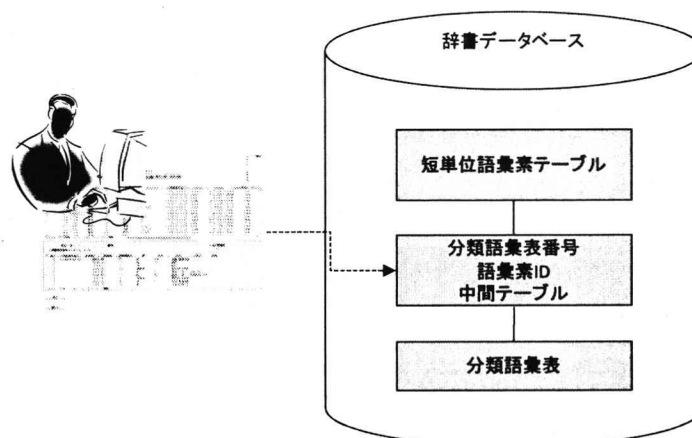 辞書データベース
短単位語彙素テーブル
分類語彙表番号
語彙素ID
中間テーブル
分類語彙表